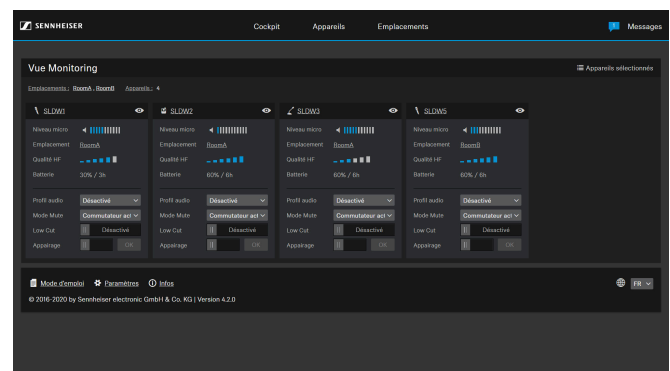 SENNHEISER Cockpit Appareils Emplacements Messages
Vue Monitoring Appareils sélectionnés
Emplacements : RoomA , RoomB Appareils : 4
SLDW1 SLDW2 SLDW3 SLDW5
Niveau micro Niveau micro Niveau micro Niveau micro
Emplacement RoomA Emplacement RoomA Emplacement RoomA Emplacement RoomB
Qualité HF Qualité HF Qualité HF Qualité HF
Batterie 30% / 3h Batterie 60% / 6h Batterie 60% / 6h Batterie 60% / 6h
Profil audio Désactivé Profil audio Désactivé Profil audio Désactivé Profil audio Désactivé
Mode Mute Commutateur act Mode Mute Commutateur act Mode Mute Commutateur act Mode Mute Commutateur act
Low Cut Désactivé Low Cut Désactivé Low Cut Désactivé Low Cut Désactivé
Appairage OK Appairage OK Appairage OK Appairage OK
Mode d'emploi Paramètres Infos FR
© 2016-2020 by Sennheiser electronic GmbH & Co. KG | Version 4.2.0